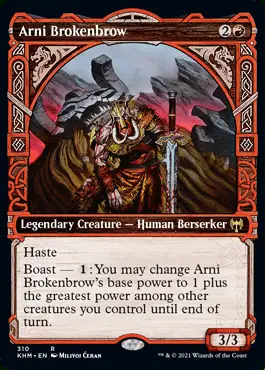 Arni Brokenbrow 2
Legendary Creature — Human Berserker
Haste
Boast — 1: You may change Arni
Brokenbrow's base power to 1 plus
the greatest power among other
creatures you control until end of
turn.
3/3
310 R
KHM • EN MILIVOJ ĆERAN ™ & © 2021 Wizards of the Coast